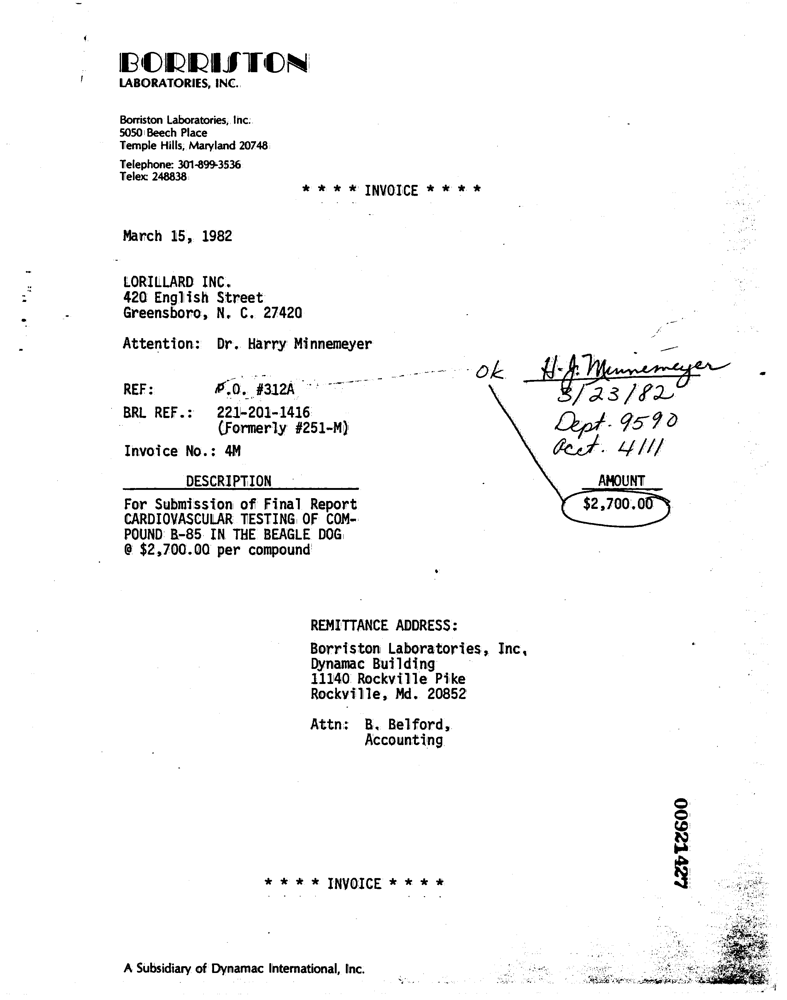 BORRISTON
LABORATORIES, INC.
Borriston Laboratories, Inc.
5050 Beech Place
Temple Hills, Maryland 20748
Telephone: 301-899-3536
Telex: 248838
* * * * INVOICE * * * *
March 15, 1982
LORILLARD INC.
420 English Street
Greensboro, N. C. 27420
Attention: Dr. Harry Minnemeyer
ok H. J. Minnemeyer
3/23/82
Dept. 9590
Acct. 4111
REF: P.O. #312A
BRL REF.: 221-201-1416
(Formerly #251-M)
Invoice No.: 4M
DESCRIPTION AMOUNT
For Submission of Final Report $2,700.00
CARDIOVASCULAR TESTING OF COM-
POUND B-85 IN THE BEAGLE DOG
@ $2,700.00 per compound
REMITTANCE ADDRESS:
Borriston Laboratories, Inc.
Dynamac Building
11140 Rockville Pike
Rockville, Md. 20852
Attn: B. Belford,
Accounting
00921427
* * * * INVOICE * * * *
A Subsidiary of Dynamac International, Inc.